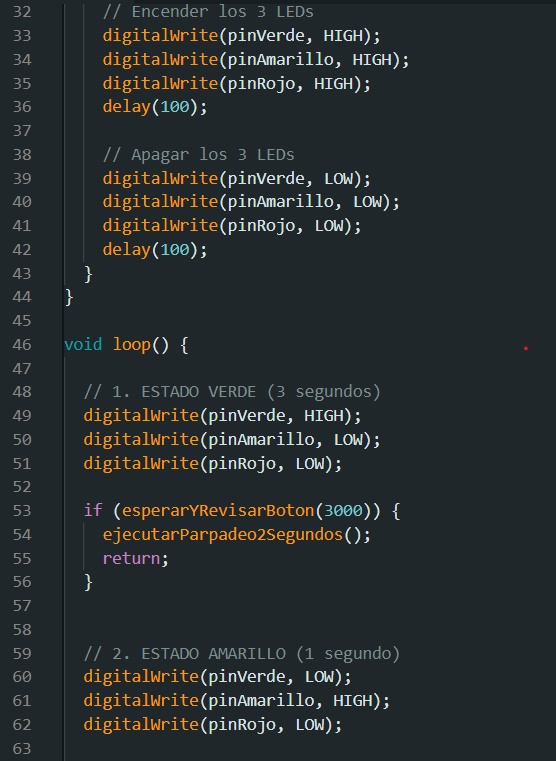 32 // Encender los 3 LEDs
33 digitalWrite(pinVerde, HIGH);
34 digitalWrite(pinAmarillo, HIGH);
35 digitalWrite(pinRojo, HIGH);
36 delay(100);
37
38 // Apagar los 3 LEDs
39 digitalWrite(pinVerde, LOW);
40 digitalWrite(pinAmarillo, LOW);
41 digitalWrite(pinRojo, LOW);
42 delay(100);
43 }
44 }
45
46 void loop() {
47
48 // 1. ESTADO VERDE (3 segundos)
49 digitalWrite(pinVerde, HIGH);
50 digitalWrite(pinAmarillo, LOW);
51 digitalWrite(pinRojo, LOW);
52
53 if (esperarYRevisarBoton(3000)) {
54 ejecutarParpadeo2Segundos();
55 return;
56 }
57
58
59 // 2. ESTADO AMARILLO (1 segundo)
60 digitalWrite(pinVerde, LOW);
61 digitalWrite(pinAmarillo, HIGH);
62 digitalWrite(pinRojo, LOW);
63